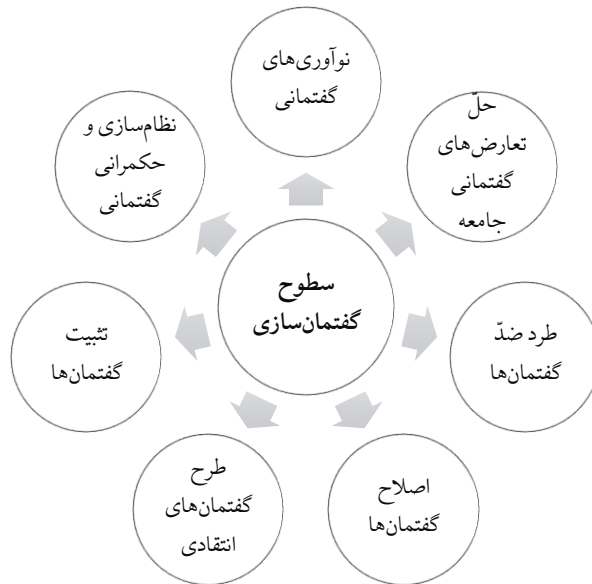 نوآوری‌های
گفتمانی
حلّ
تعارض‌های
گفتمانی
جامعه
طرد ضدّ
گفتمان‌ها
اصلاح
گفتمان‌ها
طرح
گفتمان‌های
انتقادی
تثبیت
گفتمان‌ها
نظام‌سازی و
حکمرانی
گفتمانی
سطوح
گفتمان‌سازی